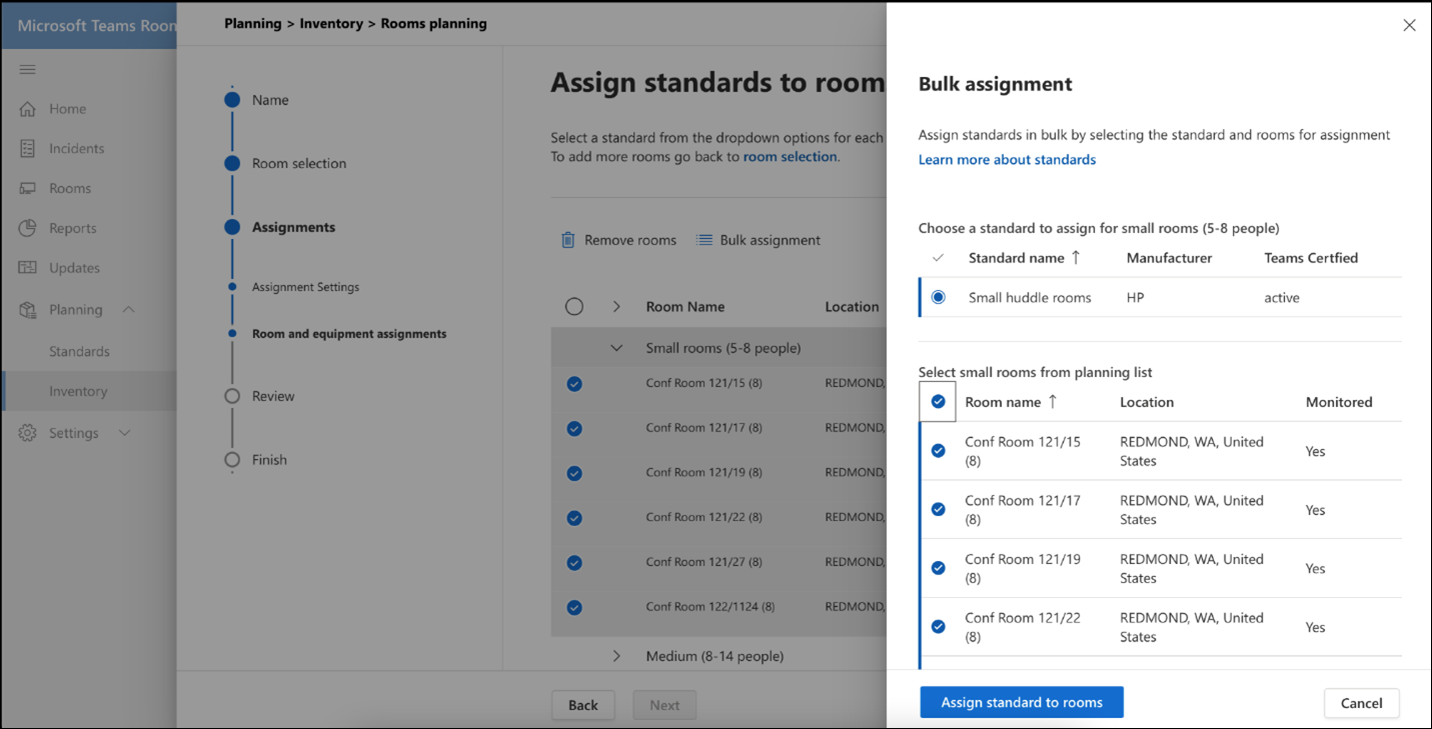 Microsoft Teams Room
Home
Incidents
Rooms
Reports
Updates
Planning
Standards
Inventory
Settings
Planning > Inventory > Rooms planning
Name
Room selection
Assignments
Assignment Settings
Room and equipment assignments
Review
Finish
Assign standards to room
Select a standard from the dropdown options for each
To add more rooms go back to room selection.
Remove rooms Bulk assignment
Room Name Location
Small rooms (5-8 people)
Conf Room 121/15 (8) REDMOND,
Conf Room 121/17 (8) REDMOND,
Conf Room 121/19 (8) REDMOND,
Conf Room 121/22 (8) REDMOND,
Conf Room 121/27 (8) REDMOND,
Conf Room 122/1124 (8) REDMOND,
Medium (8-14 people)
Back Next
Bulk assignment
Assign standards in bulk by selecting the standard and rooms for assignment
Learn more about standards
Choose a standard to assign for small rooms (5-8 people)
Standard name ↑ Manufacturer Teams Certfied
Small huddle rooms HP active
Select small rooms from planning list
Room name ↑ Location Monitored
Conf Room 121/15 REDMOND, WA, United Yes
(8) States
Conf Room 121/17 REDMOND, WA, United Yes
(8) States
Conf Room 121/19 REDMOND, WA, United Yes
(8) States
Conf Room 121/22 REDMOND, WA, United Yes
(8) States
Assign standard to rooms Cancel